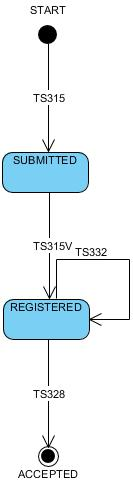 START
TS315
SUBMITTED
TS315V
TS332
REGISTERED
TS328
ACCEPTED